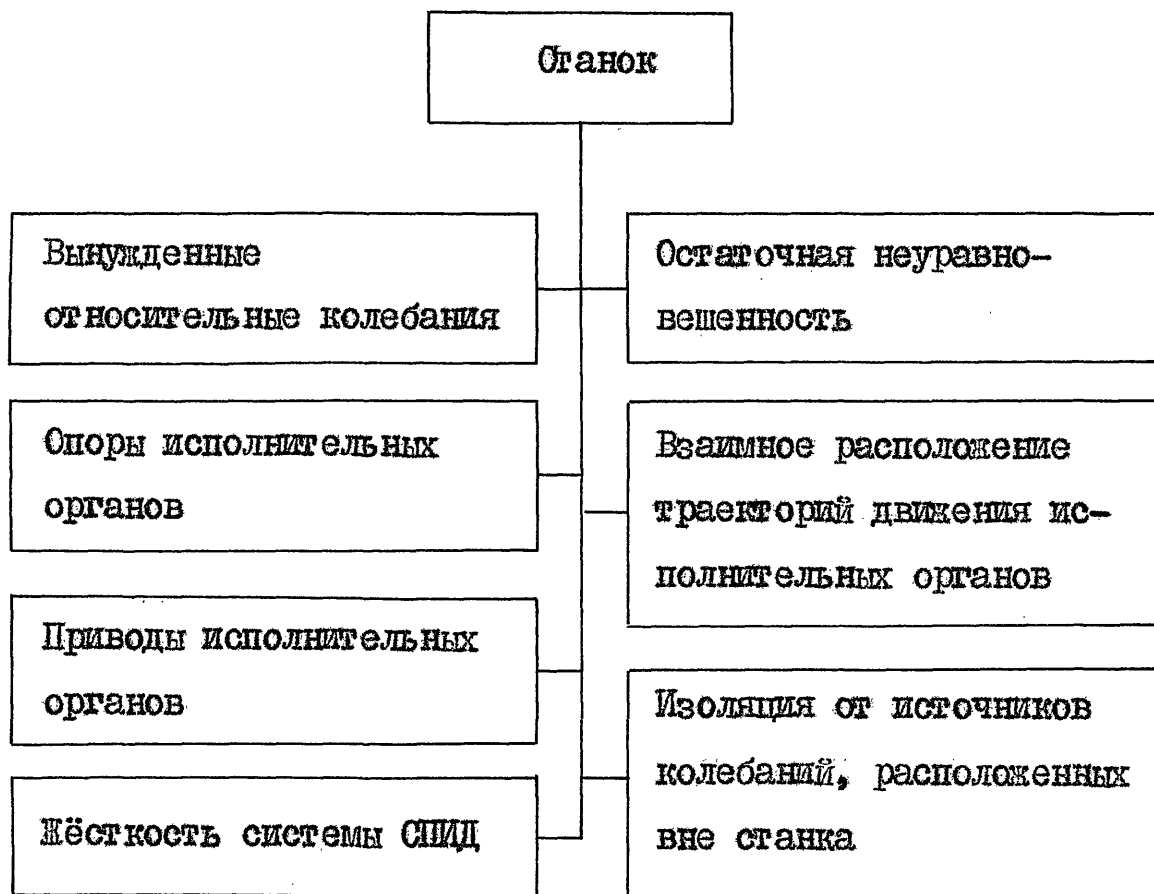 Станок
Вынужденные
относительные колебания
Остаточная неуравно-
вешенность
Опоры исполнительных
органов
Взаимное расположение
траекторий движения ис-
полнительных органов
Приводы исполнительных
органов
Изоляция от источников
колебаний, расположенных
вне станка
Жёсткость системы СПИД